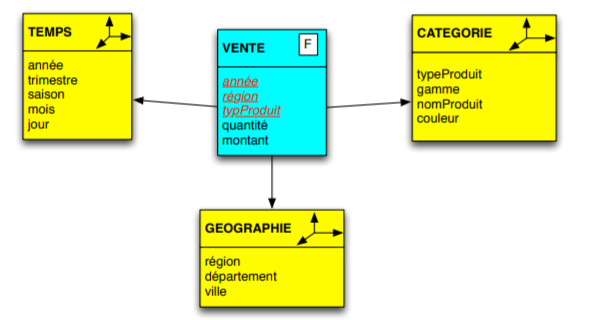 TEMPS
année
trimestre
saison
mois
jour
VENTE
F
année
région
typProduit
quantité
montant
CATEGORIE
typeProduit
gamme
nomProduit
couleur
GEOGRAPHIE
région
département
ville